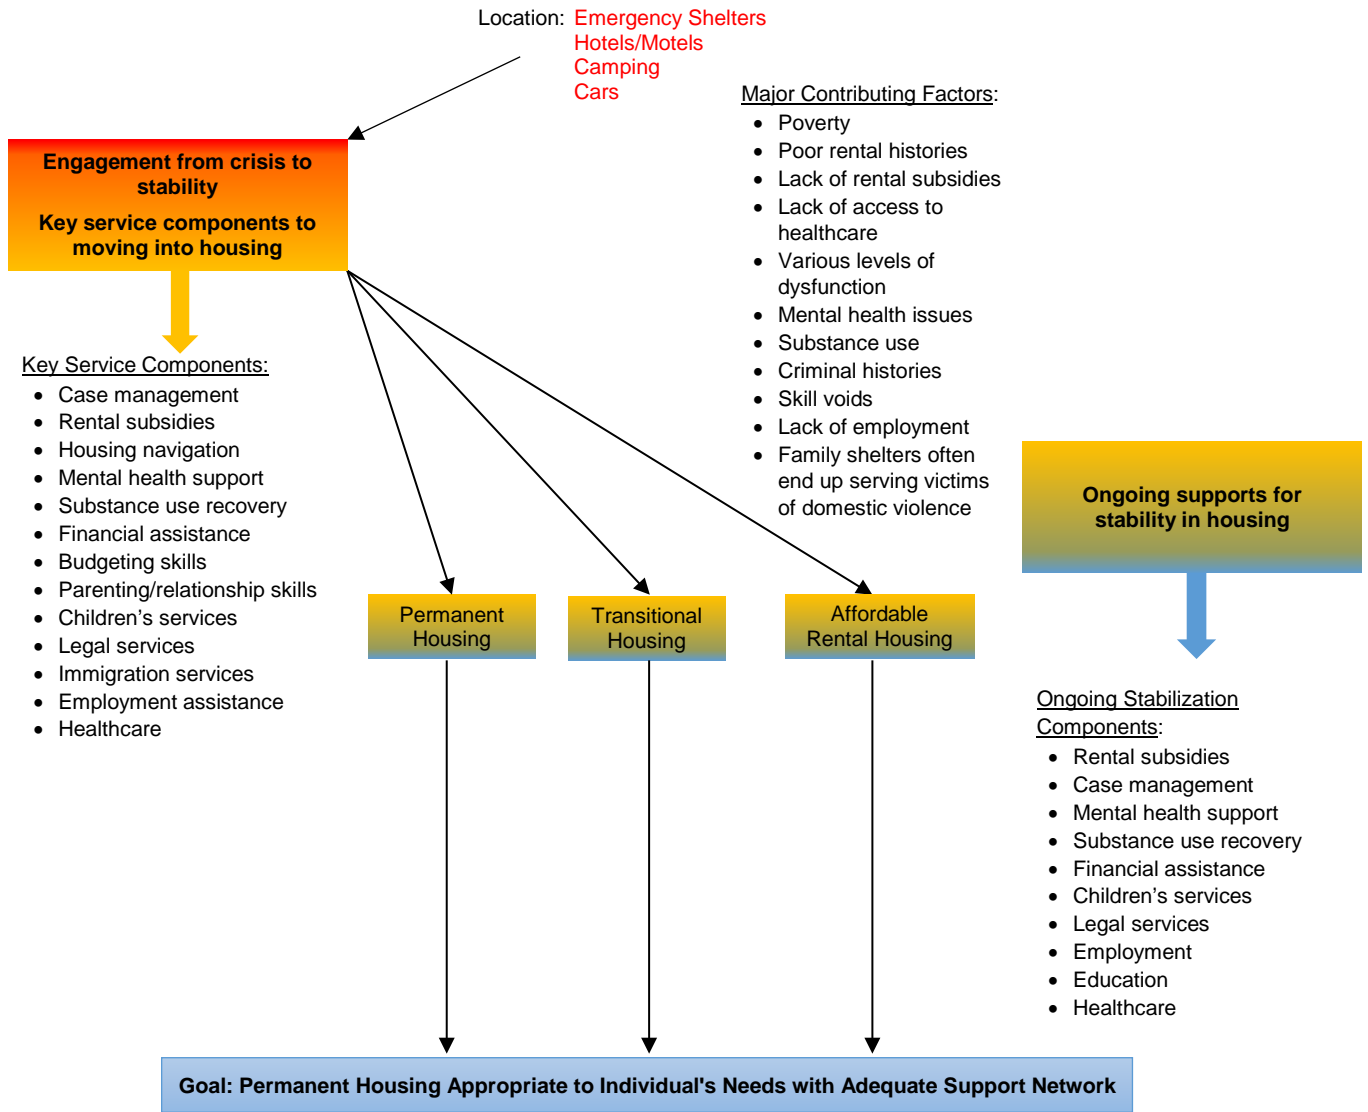 Location: Emergency Shelters
Hotels/Motels
Camping
Cars
Engagement from crisis to
stability
Key service components to
moving into housing
Key Service Components:
• Case management
• Rental subsidies
• Housing navigation
• Mental health support
• Substance use recovery
• Financial assistance
• Budgeting skills
• Parenting/relationship skills
• Children’s services
• Legal services
• Immigration services
• Employment assistance
• Healthcare
Major Contributing Factors:
• Poverty
• Poor rental histories
• Lack of rental subsidies
• Lack of access to
healthcare
• Various levels of
dysfunction
• Mental health issues
• Substance use
• Criminal histories
• Skill voids
• Lack of employment
• Family shelters often
end up serving victims
of domestic violence
Permanent
Housing
Transitional
Housing
Affordable
Rental Housing
Ongoing supports for
stability in housing
Ongoing Stabilization
Components:
• Rental subsidies
• Case management
• Mental health support
• Substance use recovery
• Financial assistance
• Children’s services
• Legal services
• Employment
• Education
• Healthcare
Goal: Permanent Housing Appropriate to Individual's Needs with Adequate Support Network